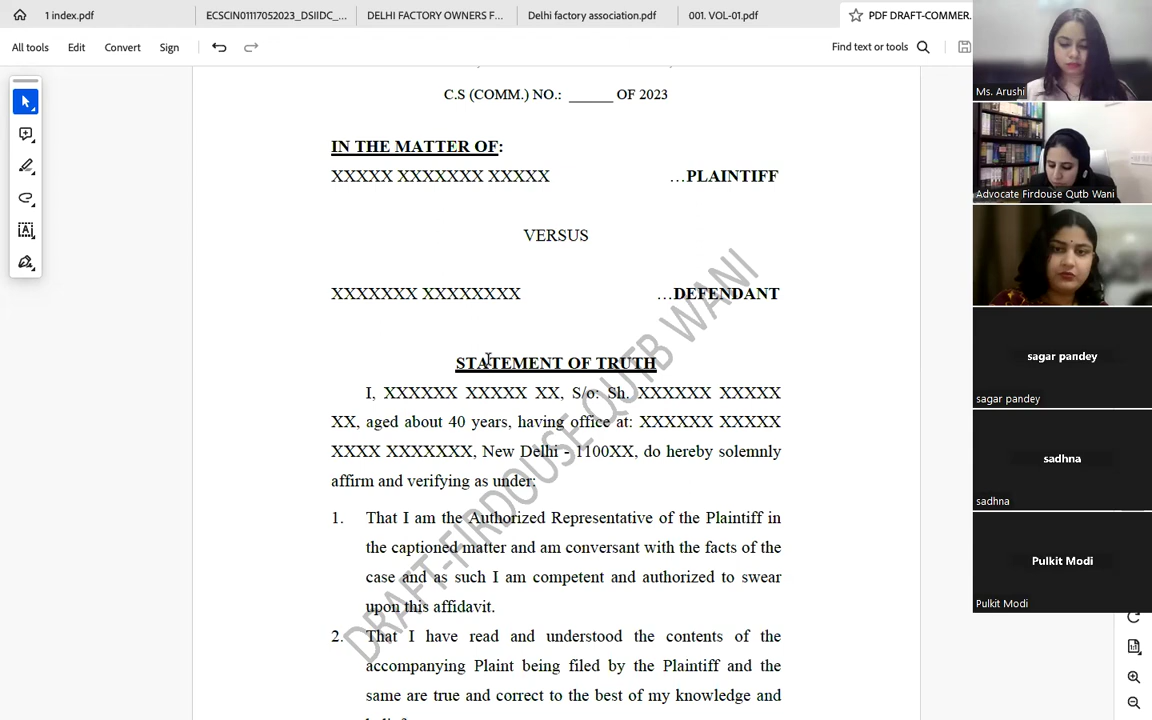 1 index.pdf
ECSCIN01117052023_DSIIDC_...
DELHI FACTORY OWNERS F...
Delhi factory association.pdf
001. VOL-01.pdf
PDF DRAFT-COMMER.
All tools
Edit
Convert
Sign
Find text or tools
C.S (COMM.) NO.: ______ OF 2023
IN THE MATTER OF:
XXXXX XXXXXXX XXXXX …PLAINTIFF
VERSUS
XXXXXXX XXXXXXXX …DEFENDANT
STATEMENT OF TRUTH
I, XXXXXX XXXXX XX, S/o: Sh. XXXXXX XXXXX
XX, aged about 40 years, having office at: XXXXXX XXXXX
XXXX XXXXXXX, New Delhi - 1100XX, do hereby solemnly
affirm and verifying as under:
1. That I am the Authorized Representative of the Plaintiff in
the captioned matter and am conversant with the facts of the
case and as such I am competent and authorized to swear
upon this affidavit.
2. That I have read and understood the contents of the
accompanying Plaint being filed by the Plaintiff and the
same are true and correct to the best of my knowledge and
DRAFT-FIRDOUSE QUTB WANI
Ms. Arushi
Advocate Firdouse Qutb Wani
sagar pandey
sagar pandey
sadhna
sadhna
Pulkit Modi
Pulkit Modi